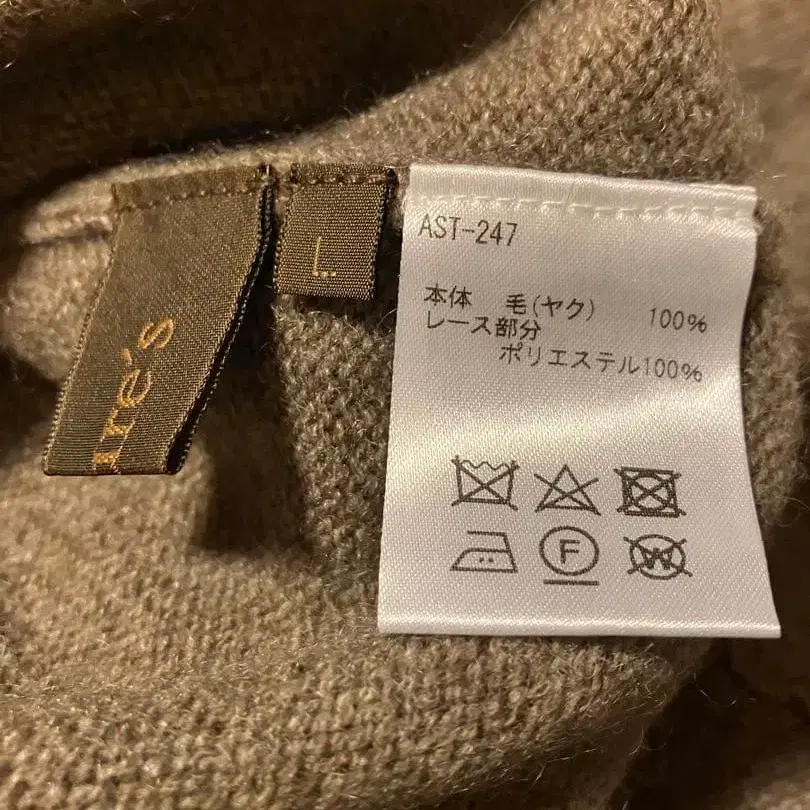 ire's
L
AST-247
本体 毛(ヤク) 100%
レース部分
ポリエステル100%
F
W